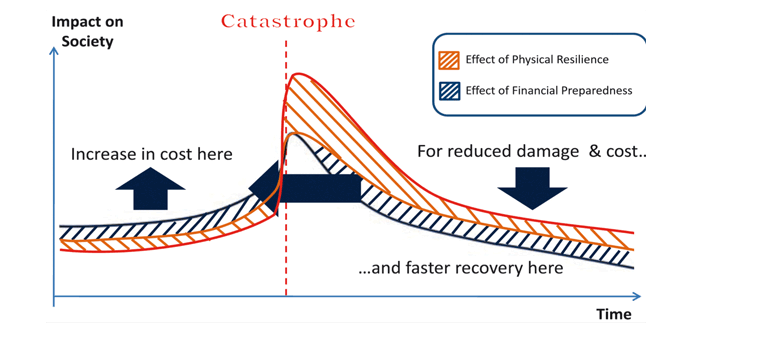 Impact on
Society
Catastrophe
Effect of Physical Resilience
Effect of Financial Preparedness
Increase in cost here
For reduced damage & cost..
...and faster recovery here
Time